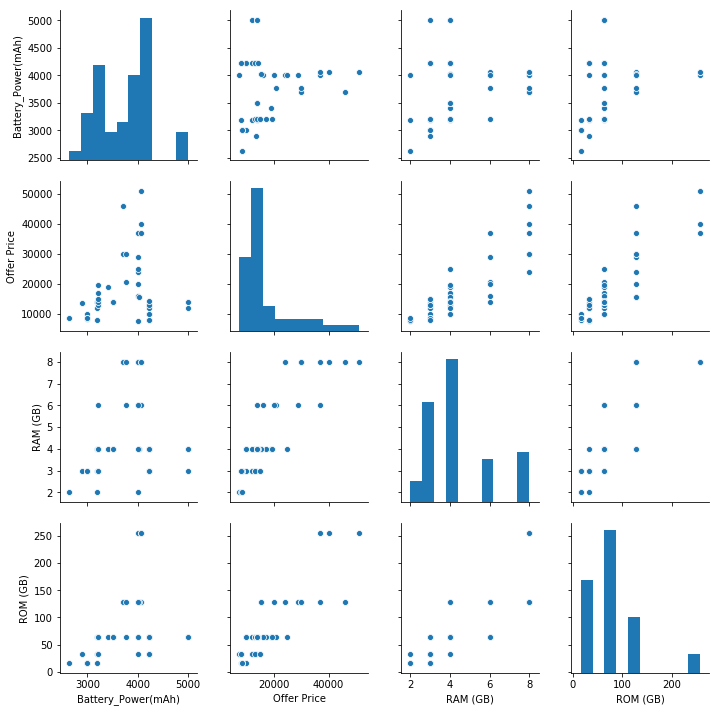 5000
4500
4000
3500
3000
2500
Battery_Power(mAh)
50000
40000
30000
20000
10000
Offer Price
8
7
6
5
4
3
2
RAM (GB)
250
200
150
100
50
0
ROM (GB)
3000 4000 5000
Battery_Power(mAh)
20000 40000
Offer Price
2 4 6 8
RAM (GB)
0 100 200
ROM (GB)